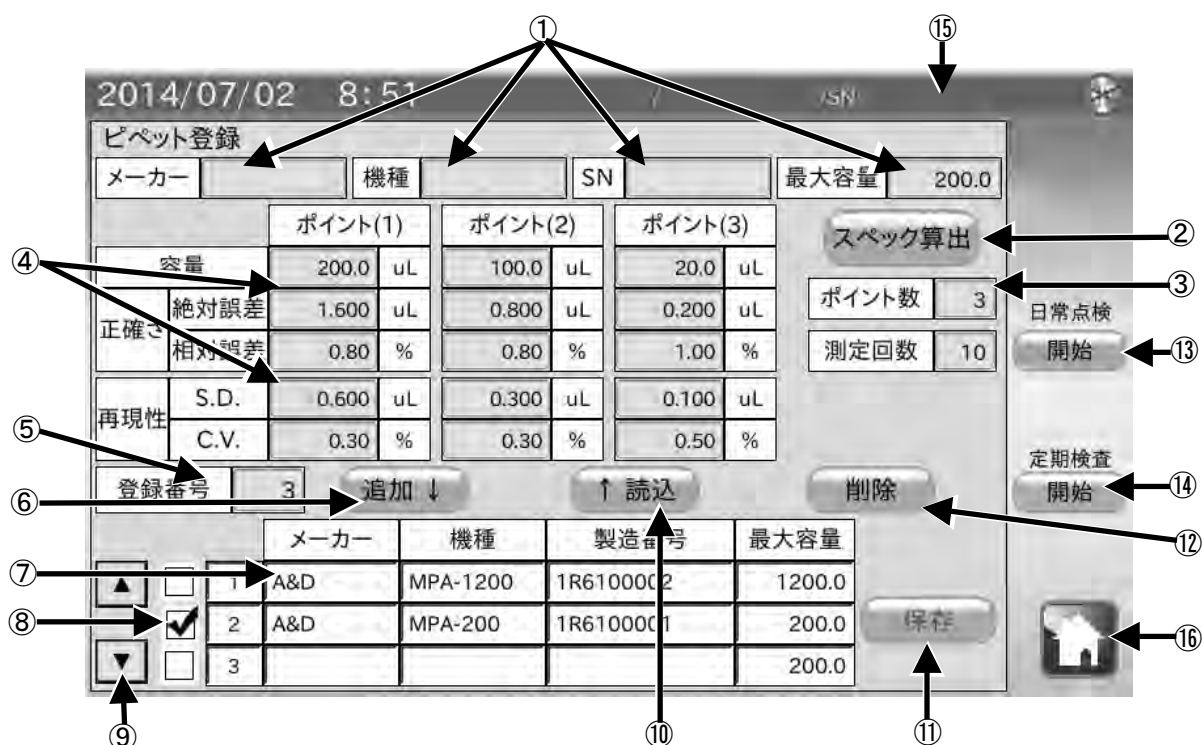 ① ⑮
2014/07/02 8:51 / /SN
ピペット登録
メーカー 機種 SN 最大容量 200.0
ポイント(1) ポイント(2) ポイント(3) スペック算出 ②
④ 容量 200.0 uL 100.0 uL 20.0 uL
正確さ 絶対誤差 1.600 uL 0.800 uL 0.200 uL ポイント数 3 ③
相対誤差 0.80 % 0.80 % 1.00 % 測定回数 10
日常点検
開始 ⑬
再現性 S.D. 0.600 uL 0.300 uL 0.100 uL
C.V. 0.30 % 0.30 % 0.50 %
定期検査
開始 ⑭
⑤ 登録番号 3
⑥ 追加 ↓ ↑ 読込 削除 ⑫
メーカー 機種 製造番号 最大容量
⑦ ▲ 1 A&D MPA-1200 1R6100002 1200.0
⑧ 2 A&D MPA-200 1R6100001 200.0 保存
▼ 3 200.0 ⑯
⑨ ⑩ ⑪